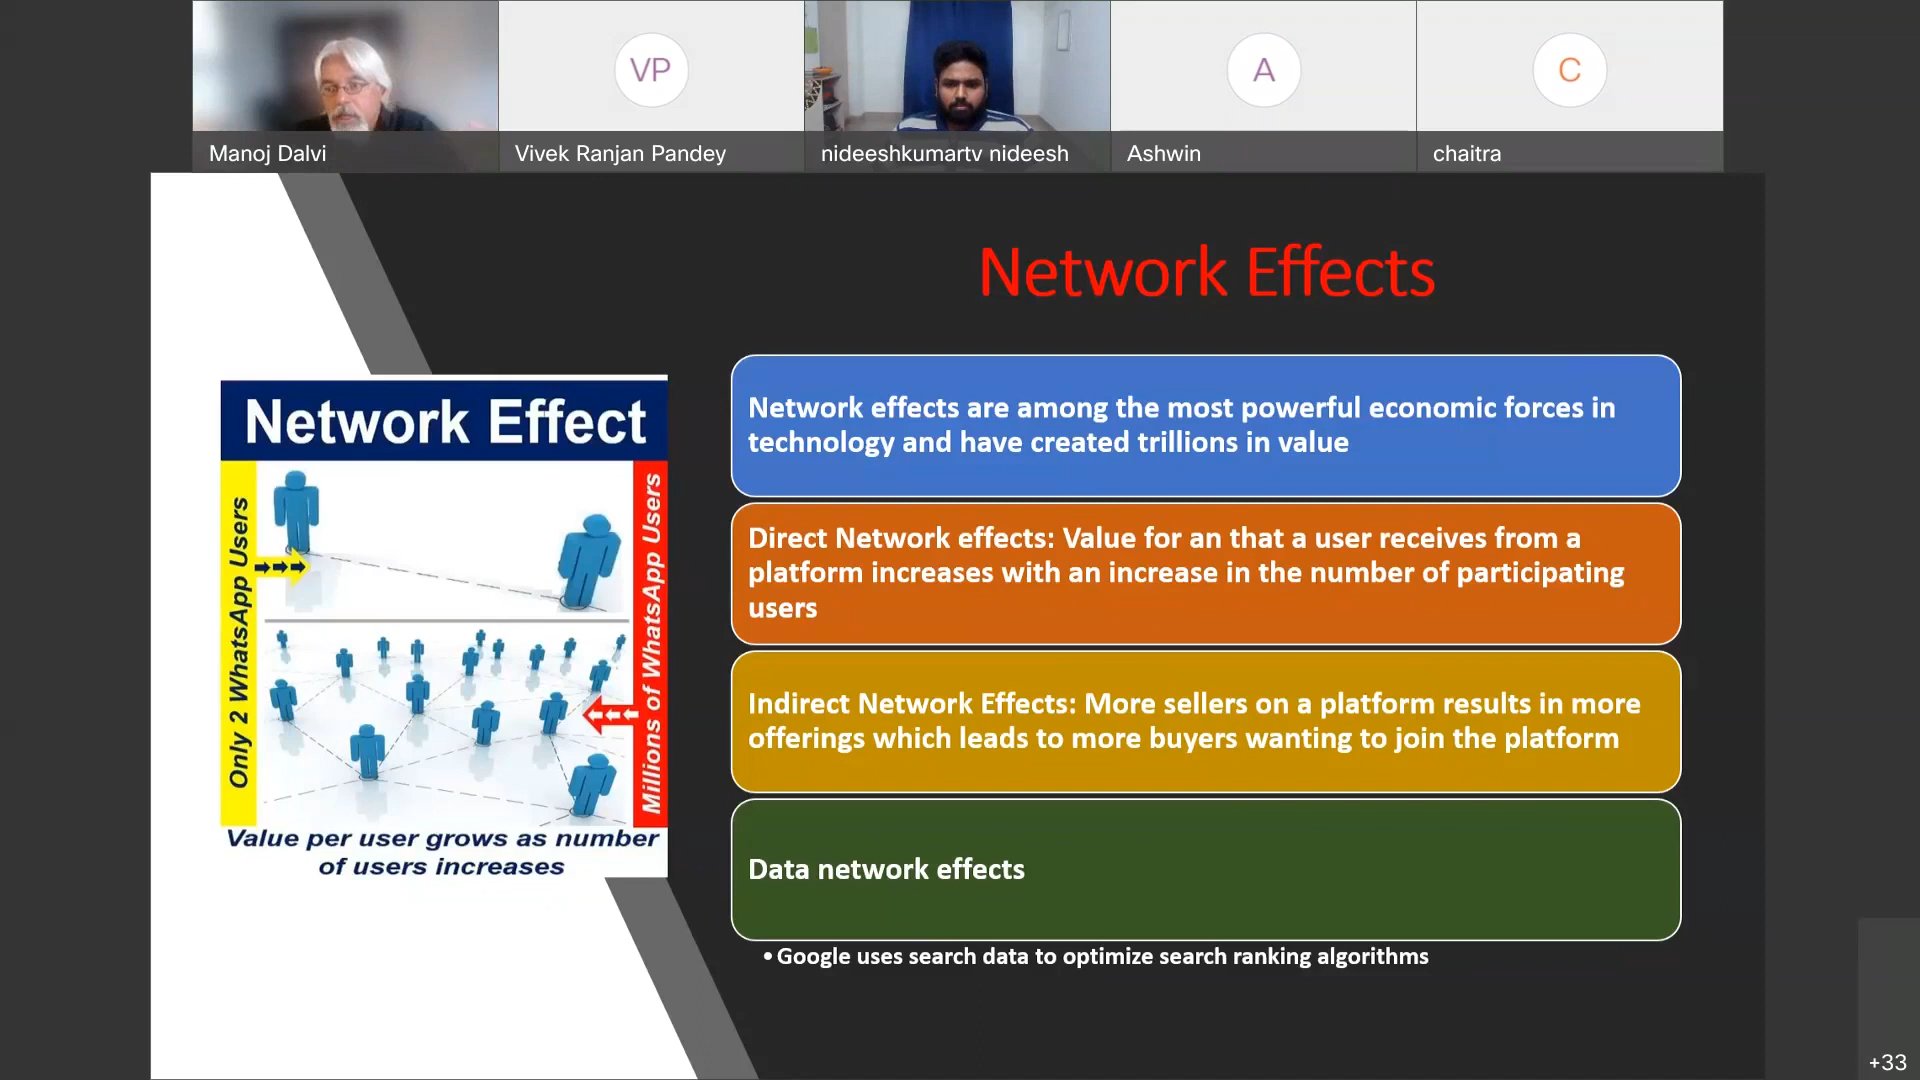 VP
A
C
Manoj Dalvi
Vivek Ranjan Pandey
nideeshkumartv nideesh
Ashwin
chaitra
Network Effects
Network Effect
Only 2 WhatsApp Users
Millions of WhatsApp Users
Value per user grows as number
of users increases
Network effects are among the most powerful economic forces in
technology and have created trillions in value
Direct Network effects: Value for an that a user receives from a
platform increases with an increase in the number of participating
users
Indirect Network Effects: More sellers on a platform results in more
offerings which leads to more buyers wanting to join the platform
Data network effects
• Google uses search data to optimize search ranking algorithms
+33